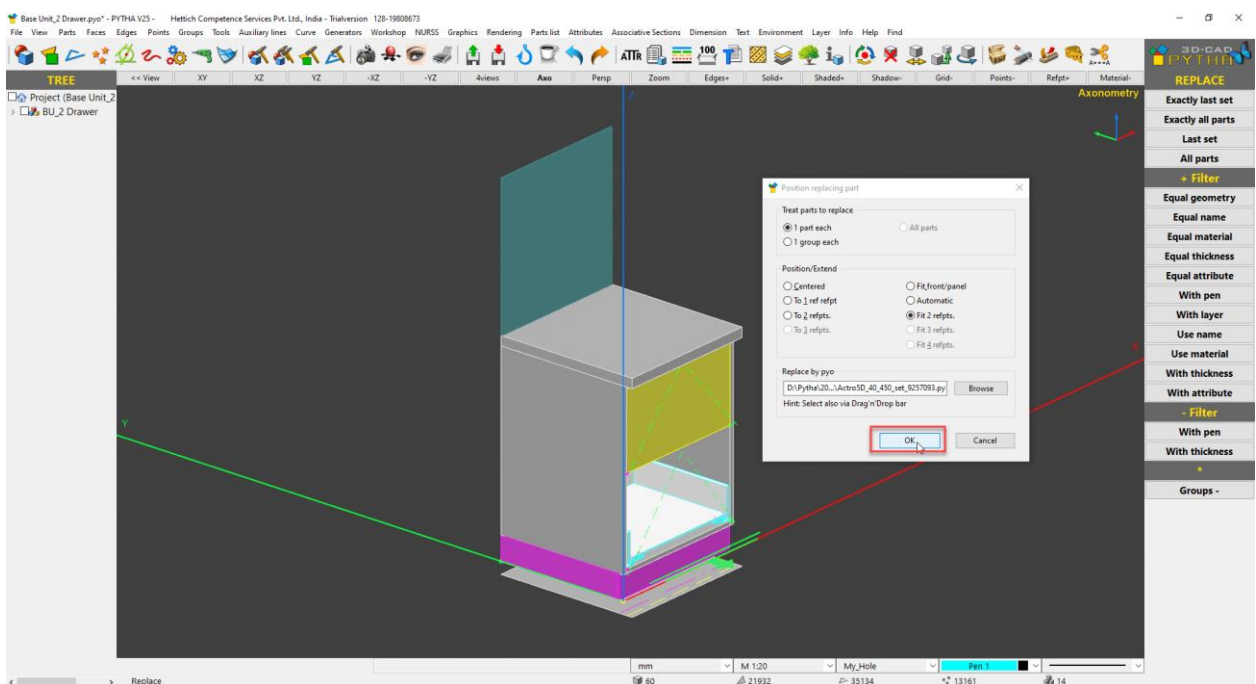 Base Unit_2 Drawer.pyo* - PYTHA V25 - Hettich Competence Services Pvt. Ltd., India - Trialversion 128-19808673
File View Parts Faces Edges Points Groups Tools Auxiliary lines Curve Generators Workshop NURSS Graphics Rendering Parts list Attributes Associative Sections Dimension Text Environment Layer Info Help Find
ATTR 100 3D-CAD PYTHA
TREE << View XY XZ YZ -XZ -YZ 4views Axo Persp Zoom Edges+ Solid+ Shaded+ Shadow- Grid- Points- Refpt+ Material- REPLACE
Project (Base Unit_2
BU_2 Drawer
Z
Axonometry
Exactly last set
Exactly all parts
Last set
All parts
+ Filter
Equal geometry
Equal name
Equal material
Equal thickness
Equal attribute
With pen
With layer
Use name
Use material
With thickness
With attribute
- Filter
With pen
With thickness
*
Groups -
Position replacing part
Treat parts to replace
1 part each All parts
1 group each
Position/Extend
Centered Fit front/panel
To 1 ref refpt Automatic
To 2 refpts. Fit 2 refpts.
To 3 refpts. Fit 3 refpts.
Fit 4 refpts.
Replace by pyo
D:\Pytha\20...\Actro5D_40_450_set_9257093.py Browse
Hint: Select also via Drag'n'Drop bar
OK Cancel
Y
mm M 1:20 My_Hole Pen 1
Replace 60 21932 35134 13161 14